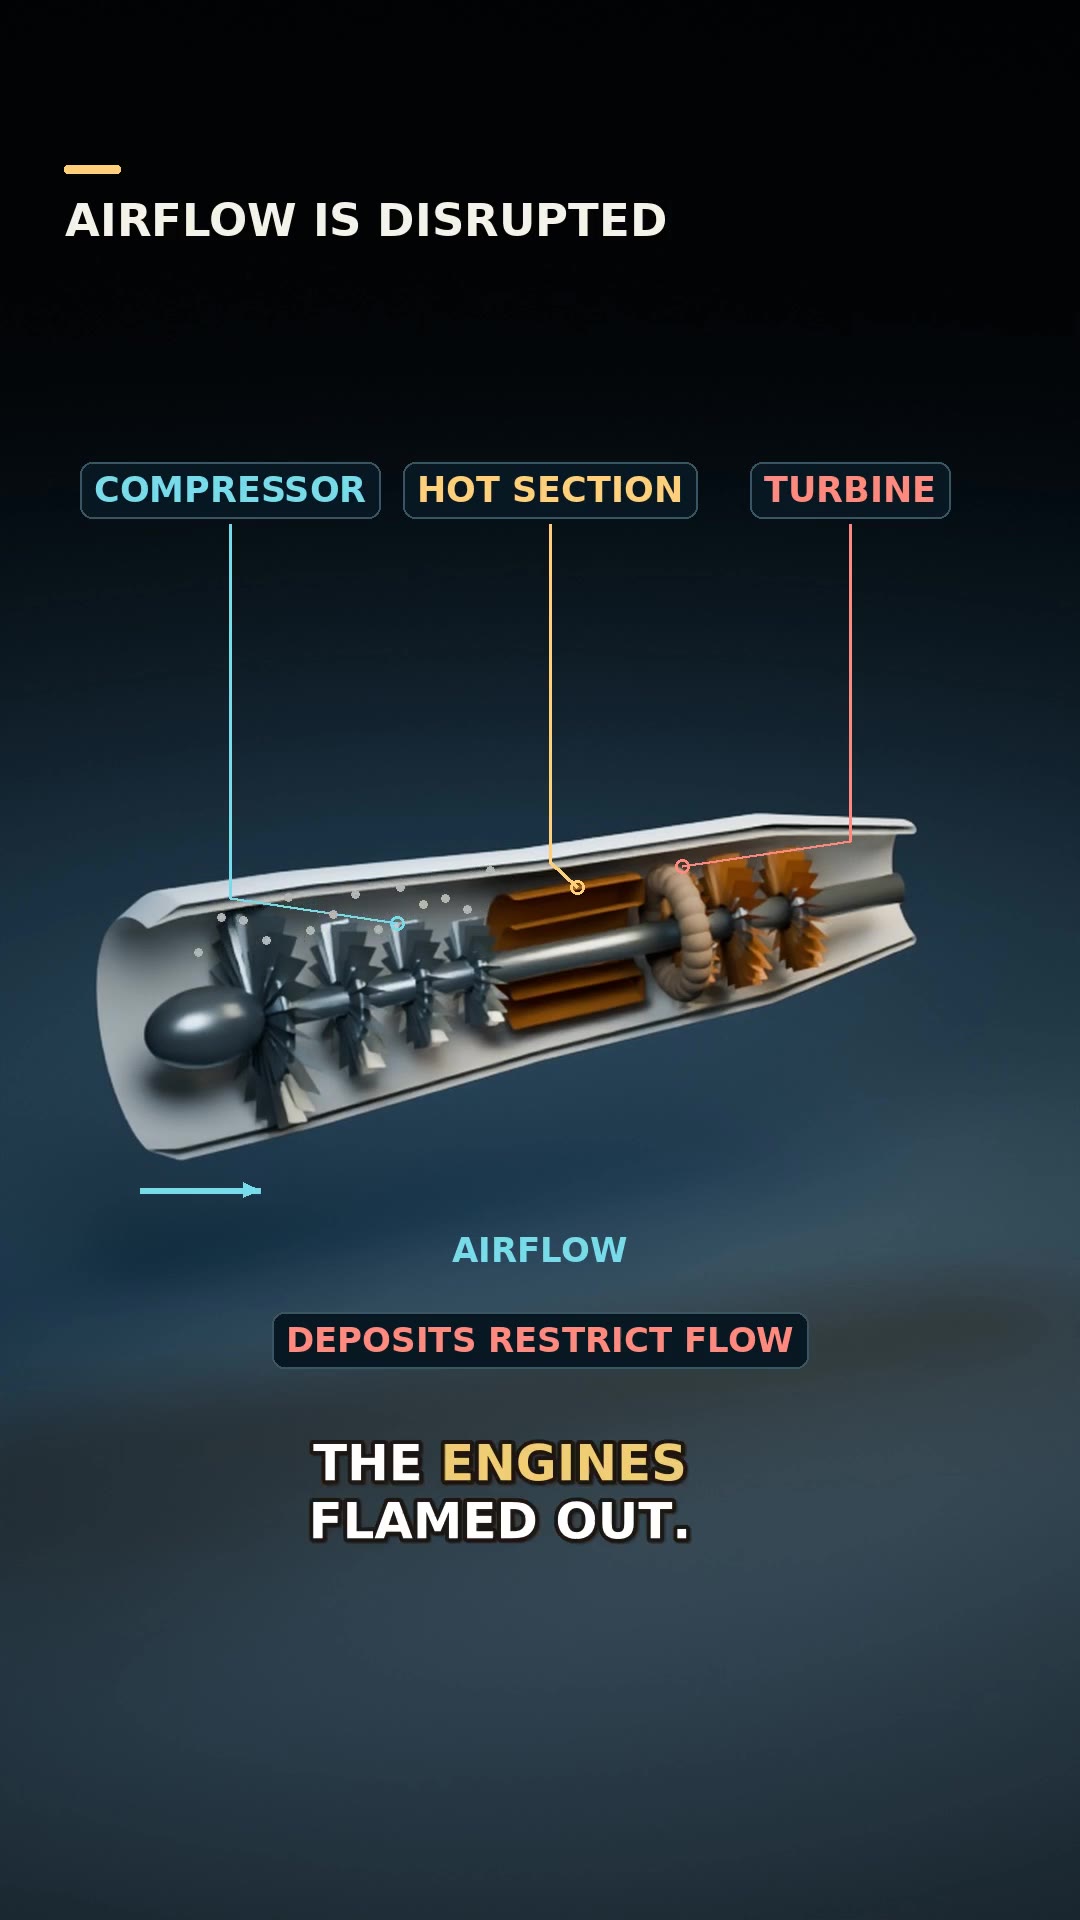 AIRFLOW IS DISRUPTED
COMPRESSOR
HOT SECTION
TURBINE
AIRFLOW
DEPOSITS RESTRICT FLOW
THE ENGINES
FLAMED OUT.